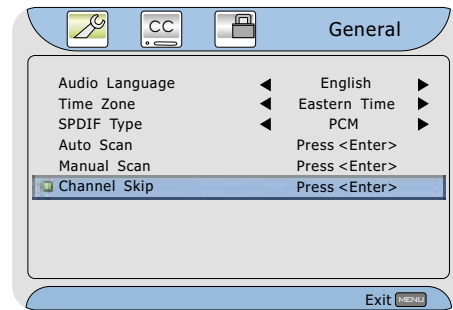 CC
General
Audio Language English
Time Zone Eastern Time
SPDIF Type PCM
Auto Scan Press <Enter>
Manual Scan Press <Enter>
Channel Skip Press <Enter>
Exit MENU